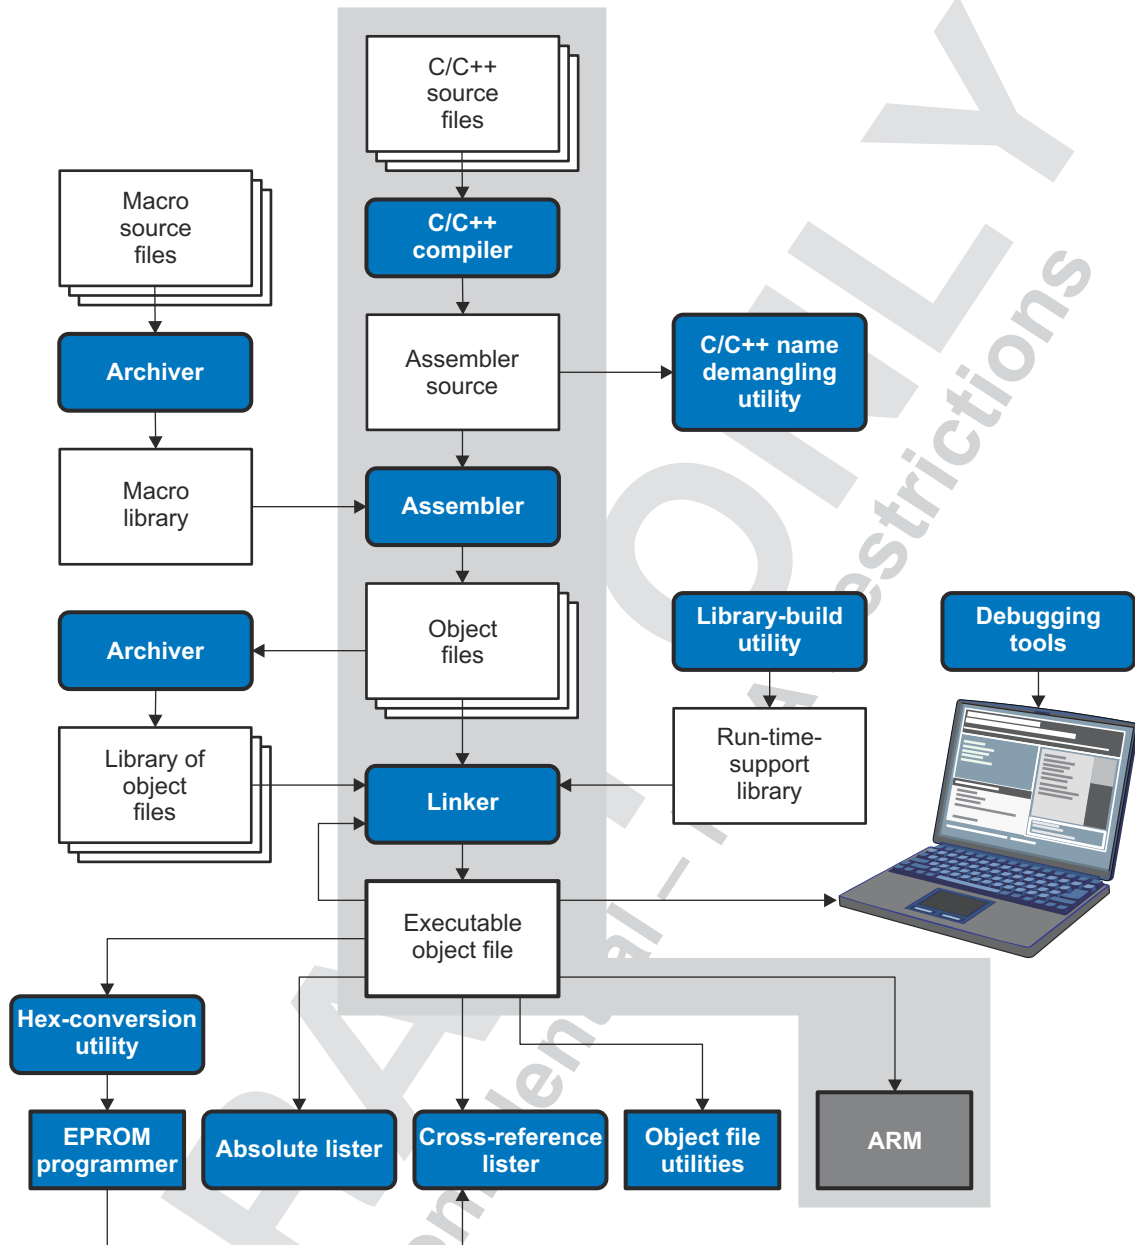 C/C++
source
files
Macro
source
files
C/C++
compiler
Archiver
Assembler
source
C/C++ name
demangling
utility
Macro
library
Assembler
Archiver
Object
files
Library-build
utility
Debugging
tools
Library of
object
files
Linker
Run-time-
support
library
Executable
object file
Hex-conversion
utility
EPROM
programmer
Absolute lister
Cross-reference
lister
Object file
utilities
ARM
ONLY